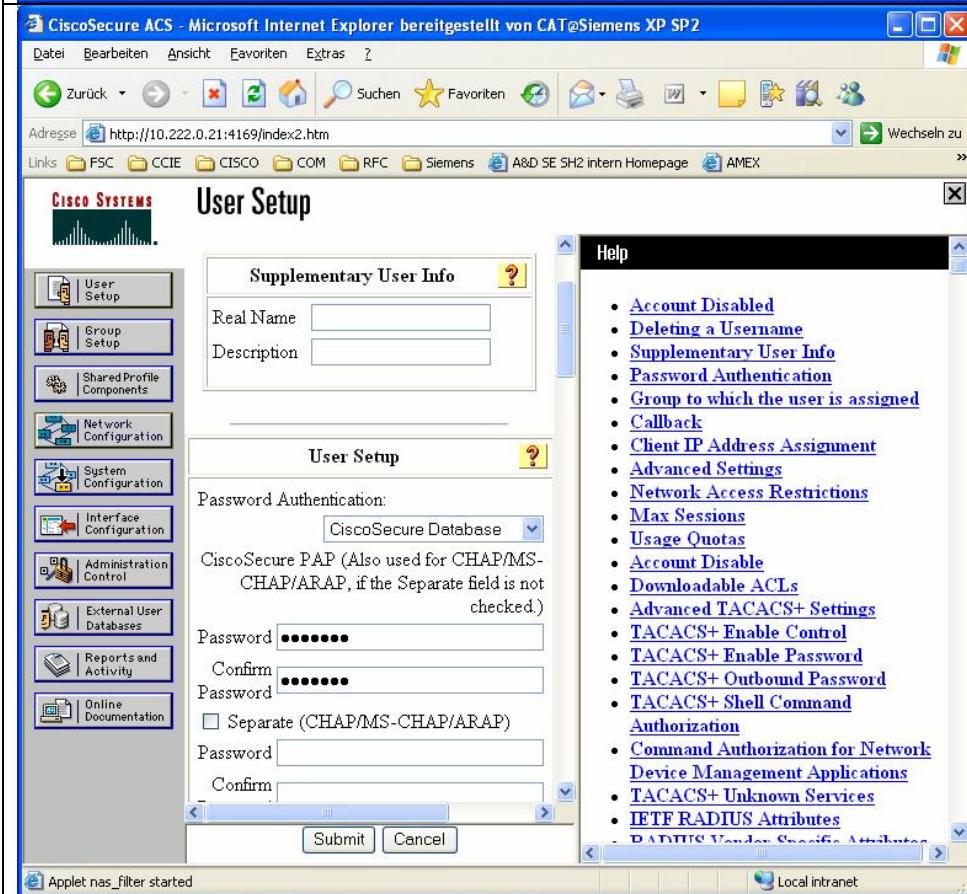 CiscoSecure ACS - Microsoft Internet Explorer bereitgestellt von CAT@Siemens XP SP2
Datei Bearbeiten Ansicht Favoriten Extras ?
Zurück Suchen Favoriten
Adresse http://10.222.0.21:4169/index2.htm Wechseln zu
Links FSC CCIE CISCO COM RFC Siemens A&D SE SH2 intern Homepage AMEX »
CISCO SYSTEMS
User Setup
User Setup
Group Setup
Shared Profile Components
Network Configuration
System Configuration
Interface Configuration
Administration Control
External User Databases
Reports and Activity
Online Documentation
Supplementary User Info ?
Real Name
Description
User Setup ?
Password Authentication:
CiscoSecure Database
CiscoSecure PAP (Also used for CHAP/MS-
CHAP/ARAP, if the Separate field is not
checked.)
Password •••••••
Confirm
Password •••••••
Separate (CHAP/MS-CHAP/ARAP)
Password
Confirm
Submit Cancel
Help
Account Disabled
Deleting a Username
Supplementary User Info
Password Authentication
Group to which the user is assigned
Callback
Client IP Address Assignment
Advanced Settings
Network Access Restrictions
Max Sessions
Usage Quotas
Account Disable
Downloadable ACLs
Advanced TACACS+ Settings
TACACS+ Enable Control
TACACS+ Enable Password
TACACS+ Outbound Password
TACACS+ Shell Command
Authorization
Command Authorization for Network
Device Management Applications
TACACS+ Unknown Services
IETF RADIUS Attributes
RADIUS Vendor Specific Attributes
Applet nas_filter started
Local intranet